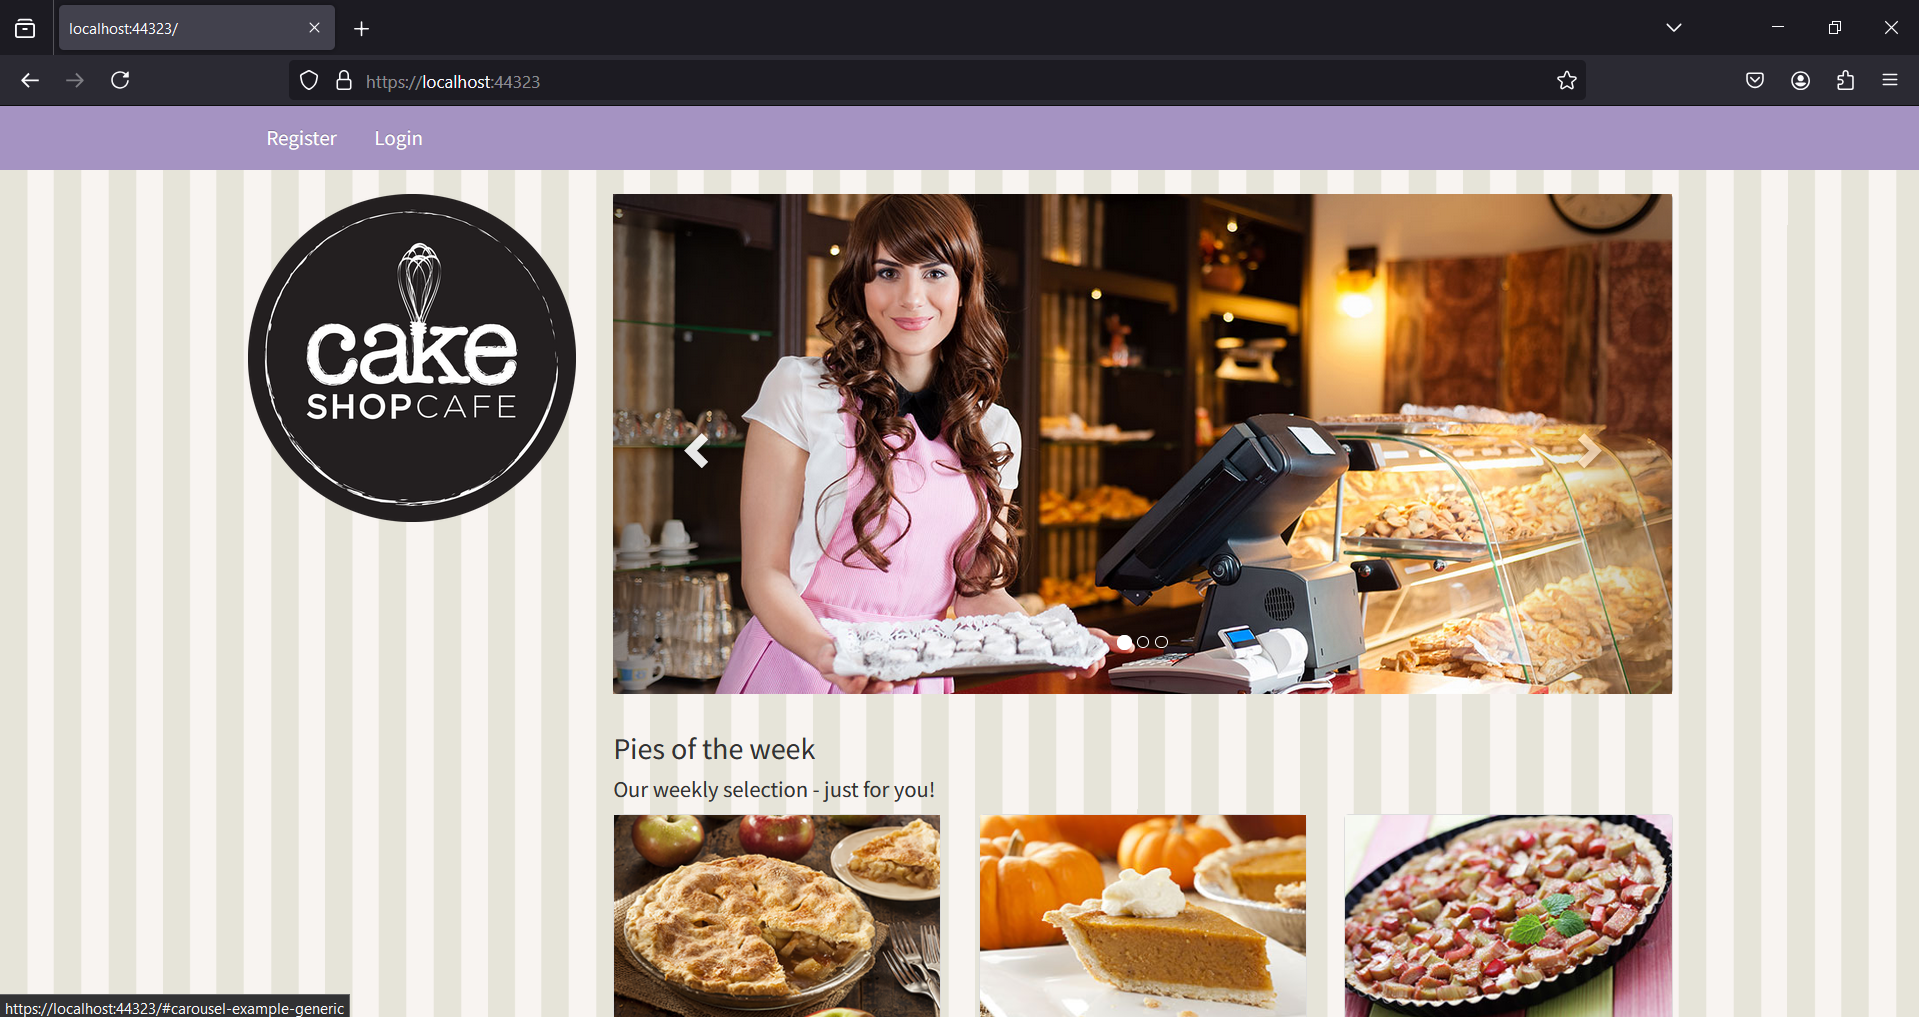 localhost:44323/
https://localhost:44323
Register Login
cake
SHOPCAFE
Pies of the week
Our weekly selection - just for you!
https://localhost:44323/#carousel-example-generic